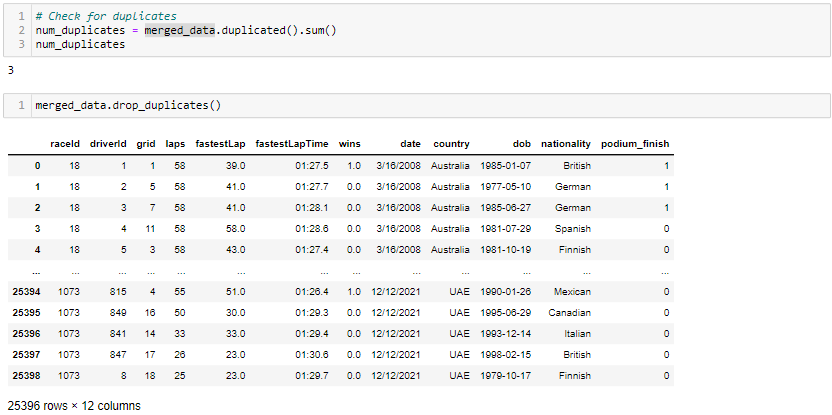 1 # Check for duplicates
2 num_duplicates = merged_data.duplicated().sum()
3 num_duplicates
3
1 merged_data.drop_duplicates()
raceId driverId grid laps fastestLap fastestLapTime wins date country dob nationality podium_finish
0 18 1 1 58 39.0 01:27.5 1.0 3/16/2008 Australia 1985-01-07 British 1
1 18 2 5 58 41.0 01:27.7 0.0 3/16/2008 Australia 1977-05-10 German 1
2 18 3 7 58 41.0 01:28.1 0.0 3/16/2008 Australia 1985-06-27 German 1
3 18 4 11 58 58.0 01:28.6 0.0 3/16/2008 Australia 1981-07-29 Spanish 0
4 18 5 3 58 43.0 01:27.4 0.0 3/16/2008 Australia 1981-10-19 Finnish 0
... ... ... ... ... ... ... ... ... ... ... ... ...
25394 1073 815 4 55 51.0 01:26.4 1.0 12/12/2021 UAE 1990-01-26 Mexican 0
25395 1073 849 16 50 30.0 01:29.3 0.0 12/12/2021 UAE 1995-06-29 Canadian 0
25396 1073 841 14 33 33.0 01:29.4 0.0 12/12/2021 UAE 1993-12-14 Italian 0
25397 1073 847 17 26 23.0 01:30.6 0.0 12/12/2021 UAE 1998-02-15 British 0
25398 1073 8 18 25 23.0 01:29.7 0.0 12/12/2021 UAE 1979-10-17 Finnish 0
25396 rows × 12 columns